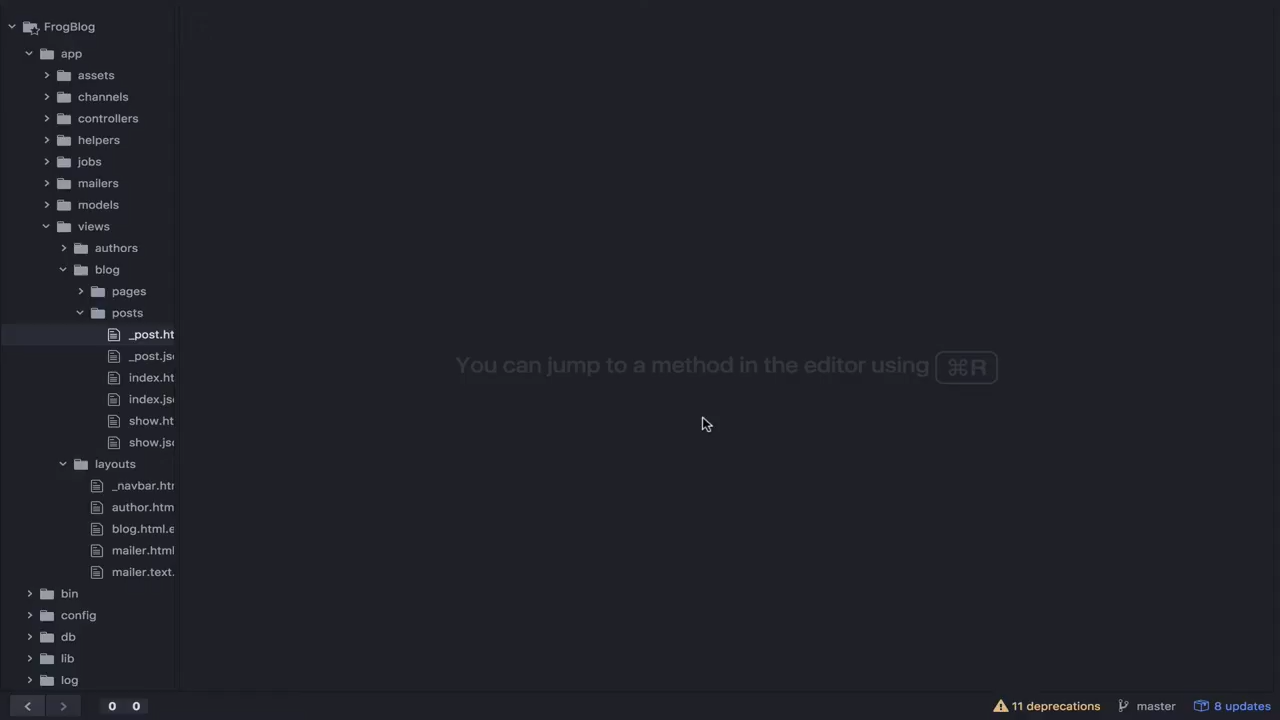 FrogBlog
app
assets
channels
controllers
helpers
jobs
mailers
models
views
authors
blog
pages
posts
_post.ht
_post.js
index.ht
index.js
show.ht
show.js
layouts
_navbar.htm
author.htm
blog.html.e
mailer.html
mailer.text.
bin
config
db
lib
log
You can jump to a method in the editor using ⌘R
0 0
11 deprecations
master
8 updates